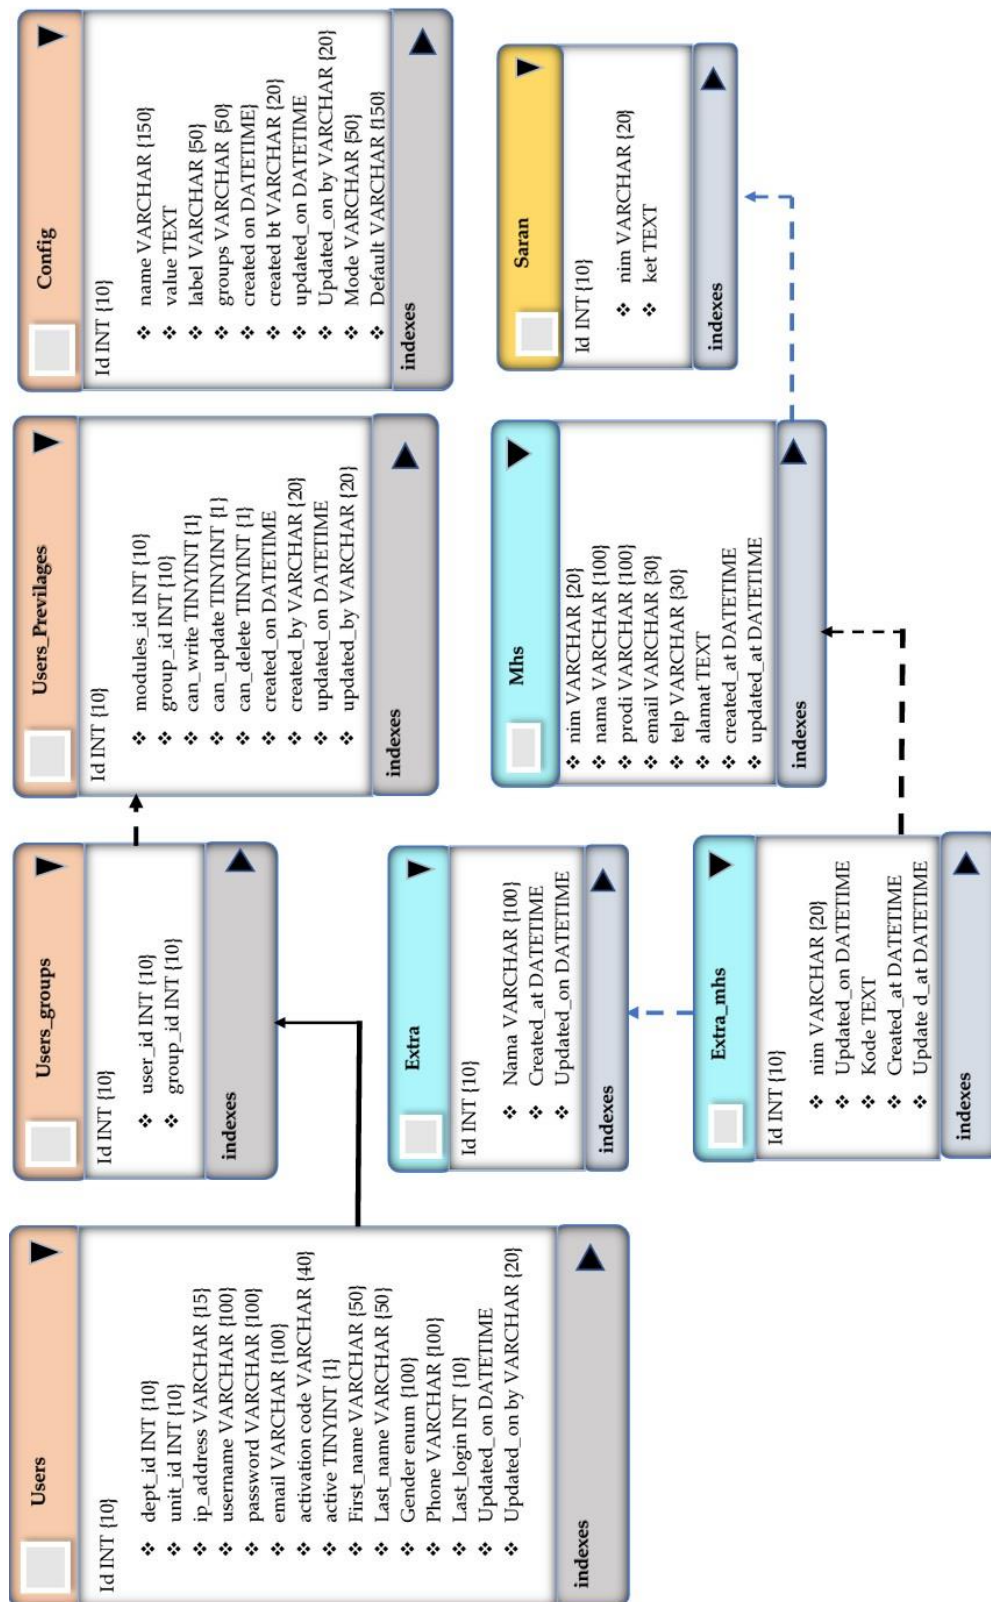 Users
Id INT {10}
dept_id INT {10}
unit_id INT {10}
ip_address VARCHAR {15}
username VARCHAR {100}
password VARCHAR {100}
email VARCHAR {100}
activation code VARCHAR {40}
active TINYINT {1}
First_name VARCHAR {50}
Last_name VARCHAR {50}
Gender enum {100}
Phone VARCHAR {100}
Last_login INT {10}
Updated_on DATETIME
Updated_on by VARCHAR {20}
indexes
Users_groups
Id INT {10}
user_id INT {10}
group_id INT {10}
indexes
Users_Previlages
Id INT {10}
modules_id INT {10}
group_id INT {10}
can_write TINYINT {1}
can_update TINYINT {1}
can_delete TINYINT {1}
created_on DATETIME
created_by VARCHAR {20}
updated_on DATETIME
updated_by VARCHAR {20}
indexes
Config
Id INT {10}
name VARCHAR {150}
value TEXT
label VARCHAR {50}
groups VARCHAR {50}
created on DATETIME}
created bt VARCHAR {20}
updated_on DATETIME
Updated_on by VARCHAR {20}
Mode VARCHAR {50}
Default VARCHAR {150}
indexes
Extra
Id INT {10}
Nama VARCHAR {100}
Created_at DATETIME
Updated_on DATETIME
indexes
Mhs
nim VARCHAR {20}
nama VARCHAR {100}
prodi VARCHAR {100}
email VARCHAR {30}
telp VARCHAR {30}
alamat TEXT
created_at DATETIME
updated_at DATETIME
indexes
Saran
Id INT {10}
nim VARCHAR {20}
ket TEXT
indexes
Extra_mhs
Id INT {10}
nim VARCHAR {20}
Updated_on DATETIME
Kode TEXT
Created_at DATETIME
Update d_at DATETIME
indexes